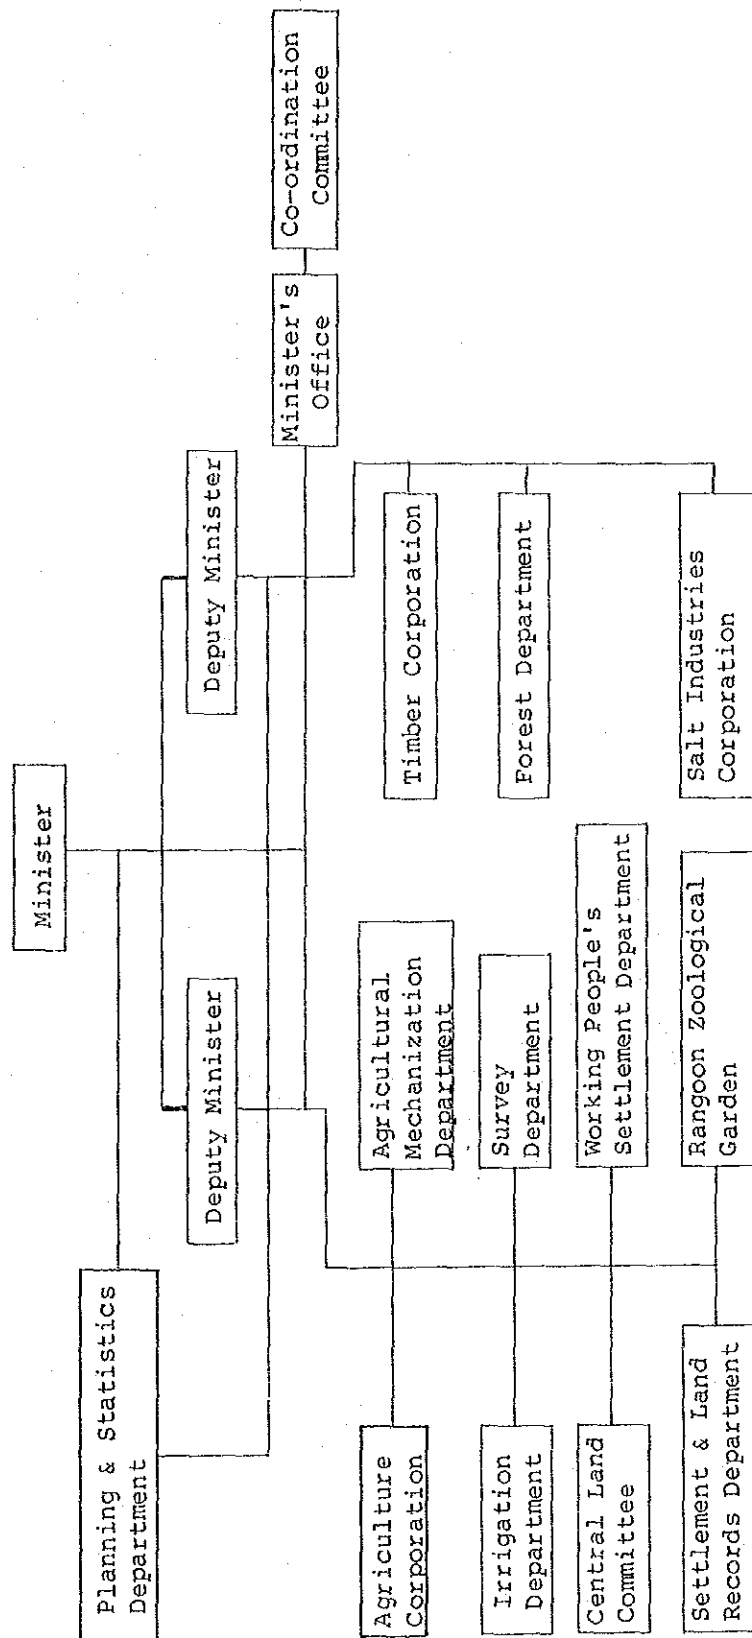 Minister
Planning & Statistics
Department
Deputy Minister
Deputy Minister
Minister's
Office
Co-ordination
Committee
Agriculture
Corporation
Agricultural
Mechanization
Department
Timber Corporation
Irrigation
Department
Survey
Department
Forest Department
Central Land
Committee
Working People's
Settlement Department
Settlement & Land
Records Department
Rangoon Zoological
Garden
Salt Industries
Corporation